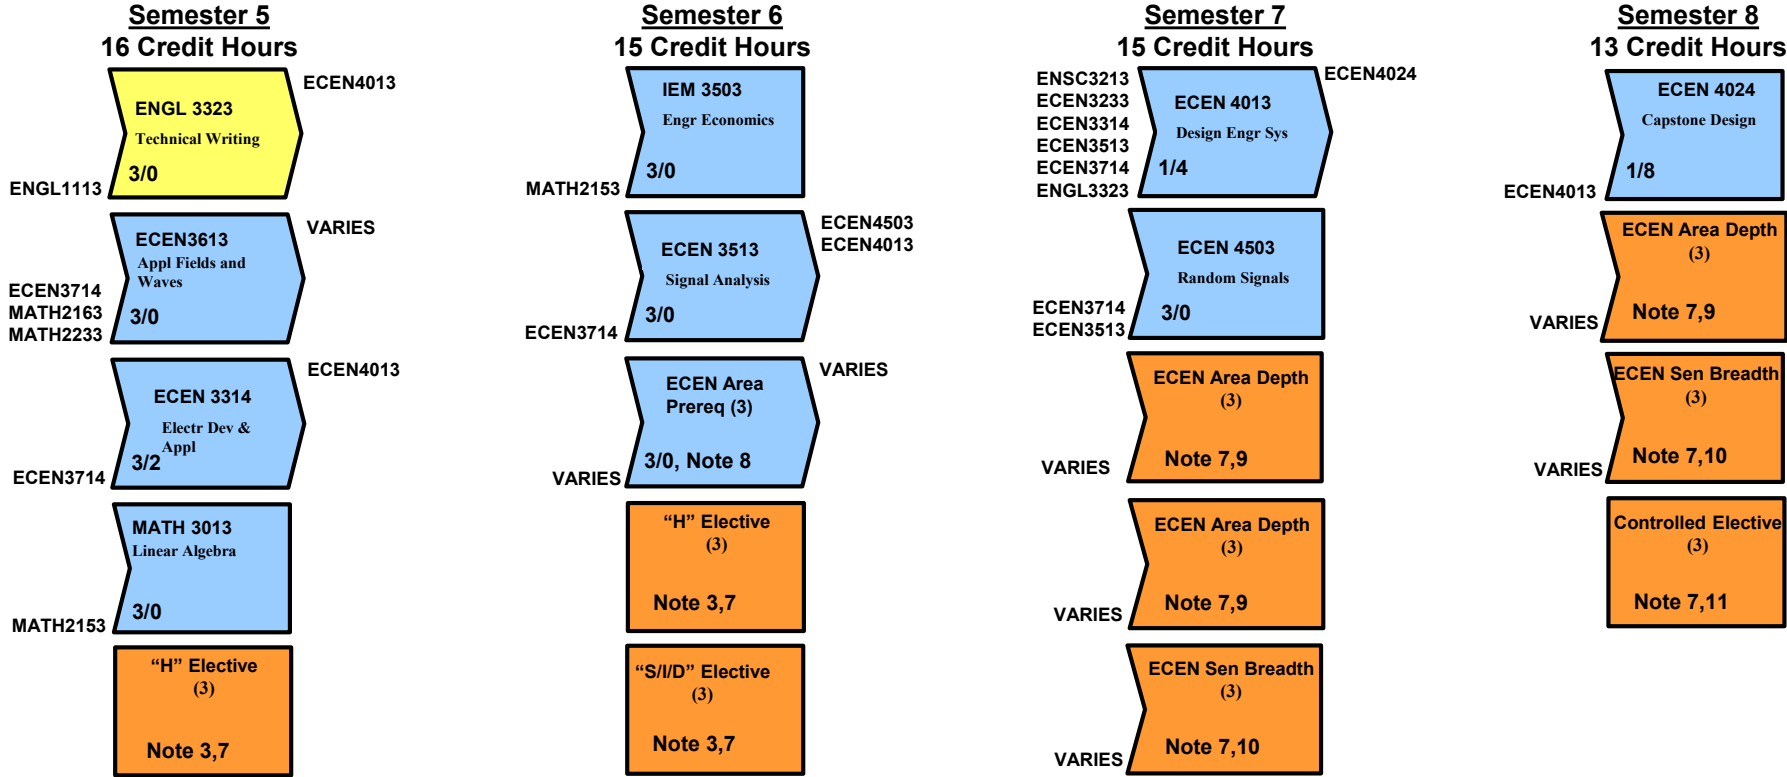 Semester 5
16 Credit Hours
ECEN4013
ENGL 3323
Technical Writing
3/0
ENGL1113
VARIES
ECEN3613
Appl Fields and
Waves
ECEN3714
MATH2163
MATH2233
3/0
ECEN4013
ECEN 3314
Electr Dev &
Appl
3/2
ECEN3714
MATH 3013
Linear Algebra
3/0
MATH2153
“H” Elective
(3)
Note 3,7
Semester 6
15 Credit Hours
IEM 3503
Engr Economics
3/0
MATH2153
ECEN4503
ECEN4013
ECEN 3513
Signal Analysis
3/0
ECEN3714
VARIES
ECEN Area
Prereq (3)
3/0, Note 8
VARIES
“H” Elective
(3)
Note 3,7
“S/I/D” Elective
(3)
Note 3,7
Semester 7
15 Credit Hours
ENSC3213
ECEN3233
ECEN3314
ECEN3513
ECEN3714
ENGL3323
ECEN4024
ECEN 4013
Design Engr Sys
1/4
ECEN 4503
Random Signals
ECEN3714
ECEN3513
3/0
ECEN Area Depth
(3)
Note 7,9
VARIES
ECEN Area Depth
(3)
Note 7,9
VARIES
ECEN Sen Breadth
(3)
Note 7,10
VARIES
Semester 8
13 Credit Hours
ECEN 4024
Capstone Design
1/8
ECEN4013
ECEN Area Depth
(3)
Note 7,9
VARIES
ECEN Sen Breadth
(3)
Note 7,10
VARIES
Controlled Elective
(3)
Note 7,11